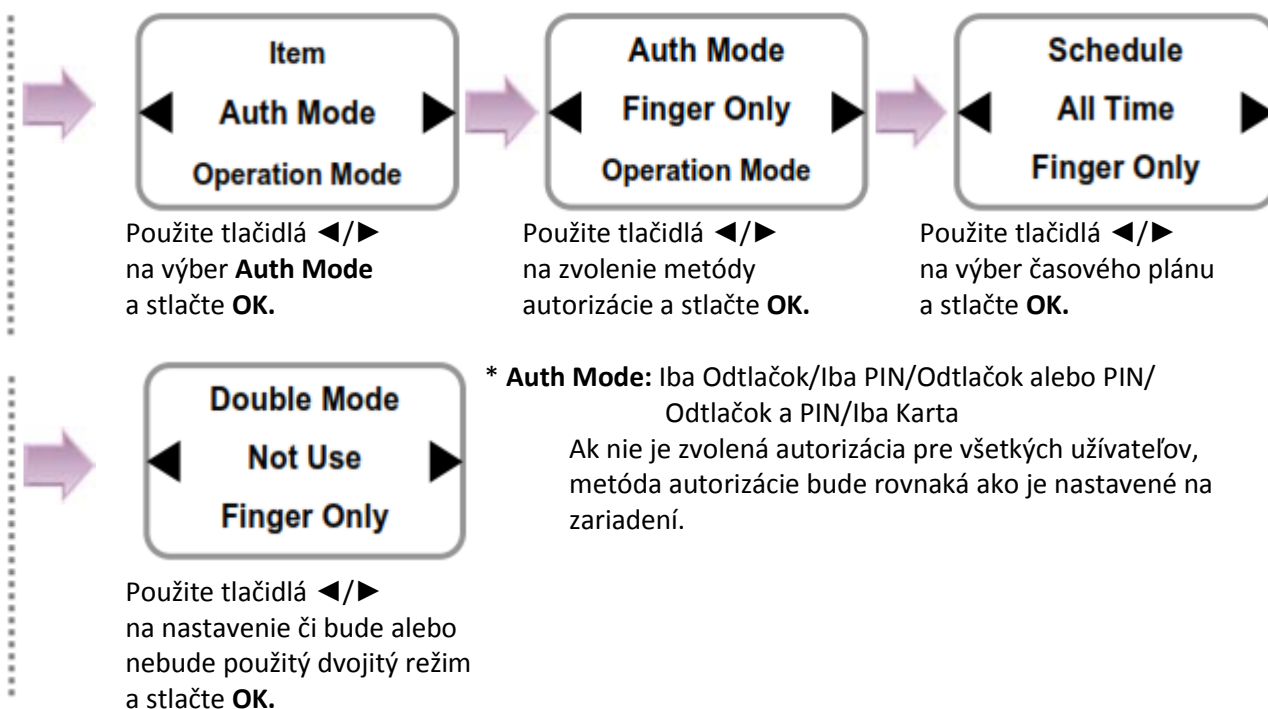 Item
Auth Mode
Operation Mode
Použite tlačidlá ◄/►
na výber Auth Mode
a stlačte OK.
Auth Mode
Finger Only
Operation Mode
Použite tlačidlá ◄/►
na zvolenie metódy
autorizácie a stlačte OK.
Schedule
All Time
Finger Only
Použite tlačidlá ◄/►
na výber časového plánu
a stlačte OK.
Double Mode
Not Use
Finger Only
Použite tlačidlá ◄/►
na nastavenie či bude alebo
nebude použitý dvojitý režim
a stlačte OK.
* Auth Mode: Iba Odtlačok/Iba PIN/Odtlačok alebo PIN/
Odtlačok a PIN/Iba Karta
Ak nie je zvolená autorizácia pre všetkých užívateľov,
metóda autorizácie bude rovnaká ako je nastavené na
zariadení.